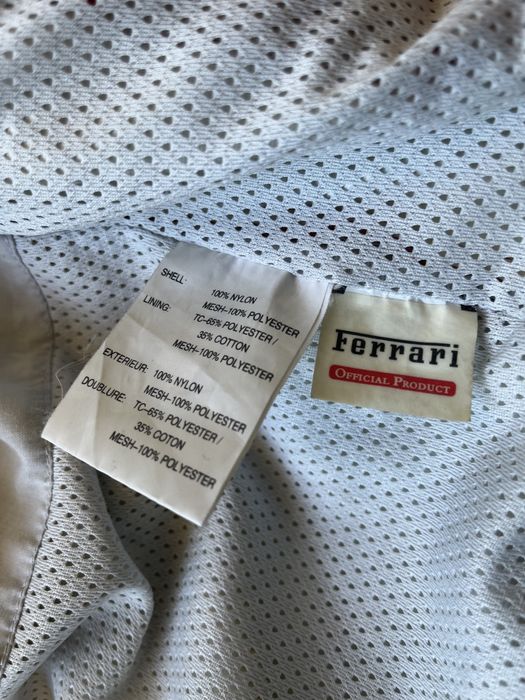 SHELL: 100% NYLON
MESH-100% POLYESTER
LINING: TC-65% POLYESTER /
35% COTTON
MESH-100% POLYESTER
EXTERIEUR: 100% NYLON
MESH-100% POLYESTER
DOUBLURE: TC-65% POLYESTER /
35% COTON
MESH-100% POLYESTER
Ferrari
OFFICIAL PRODUCT